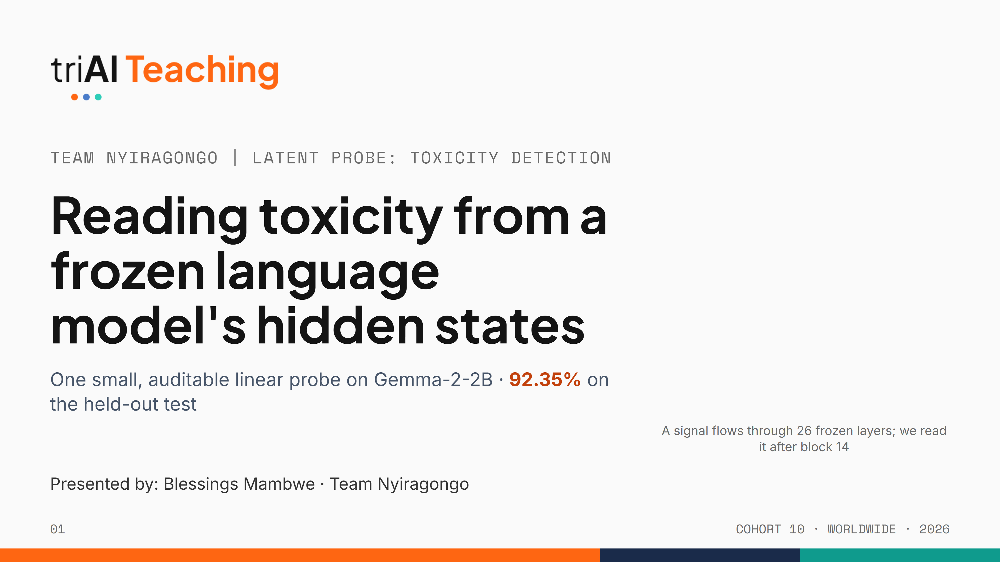 triAI Teaching
TEAM NYIRAGONGO | LATENT PROBE: TOXICITY DETECTION
Reading toxicity from a
frozen language
model's hidden states
One small, auditable linear probe on Gemma-2-2B · 92.35% on
the held-out test
A signal flows through 26 frozen layers; we read
it after block 14
Presented by: Blessings Mambwe · Team Nyiragongo
01
COHORT 10 · WORLDWIDE · 2026